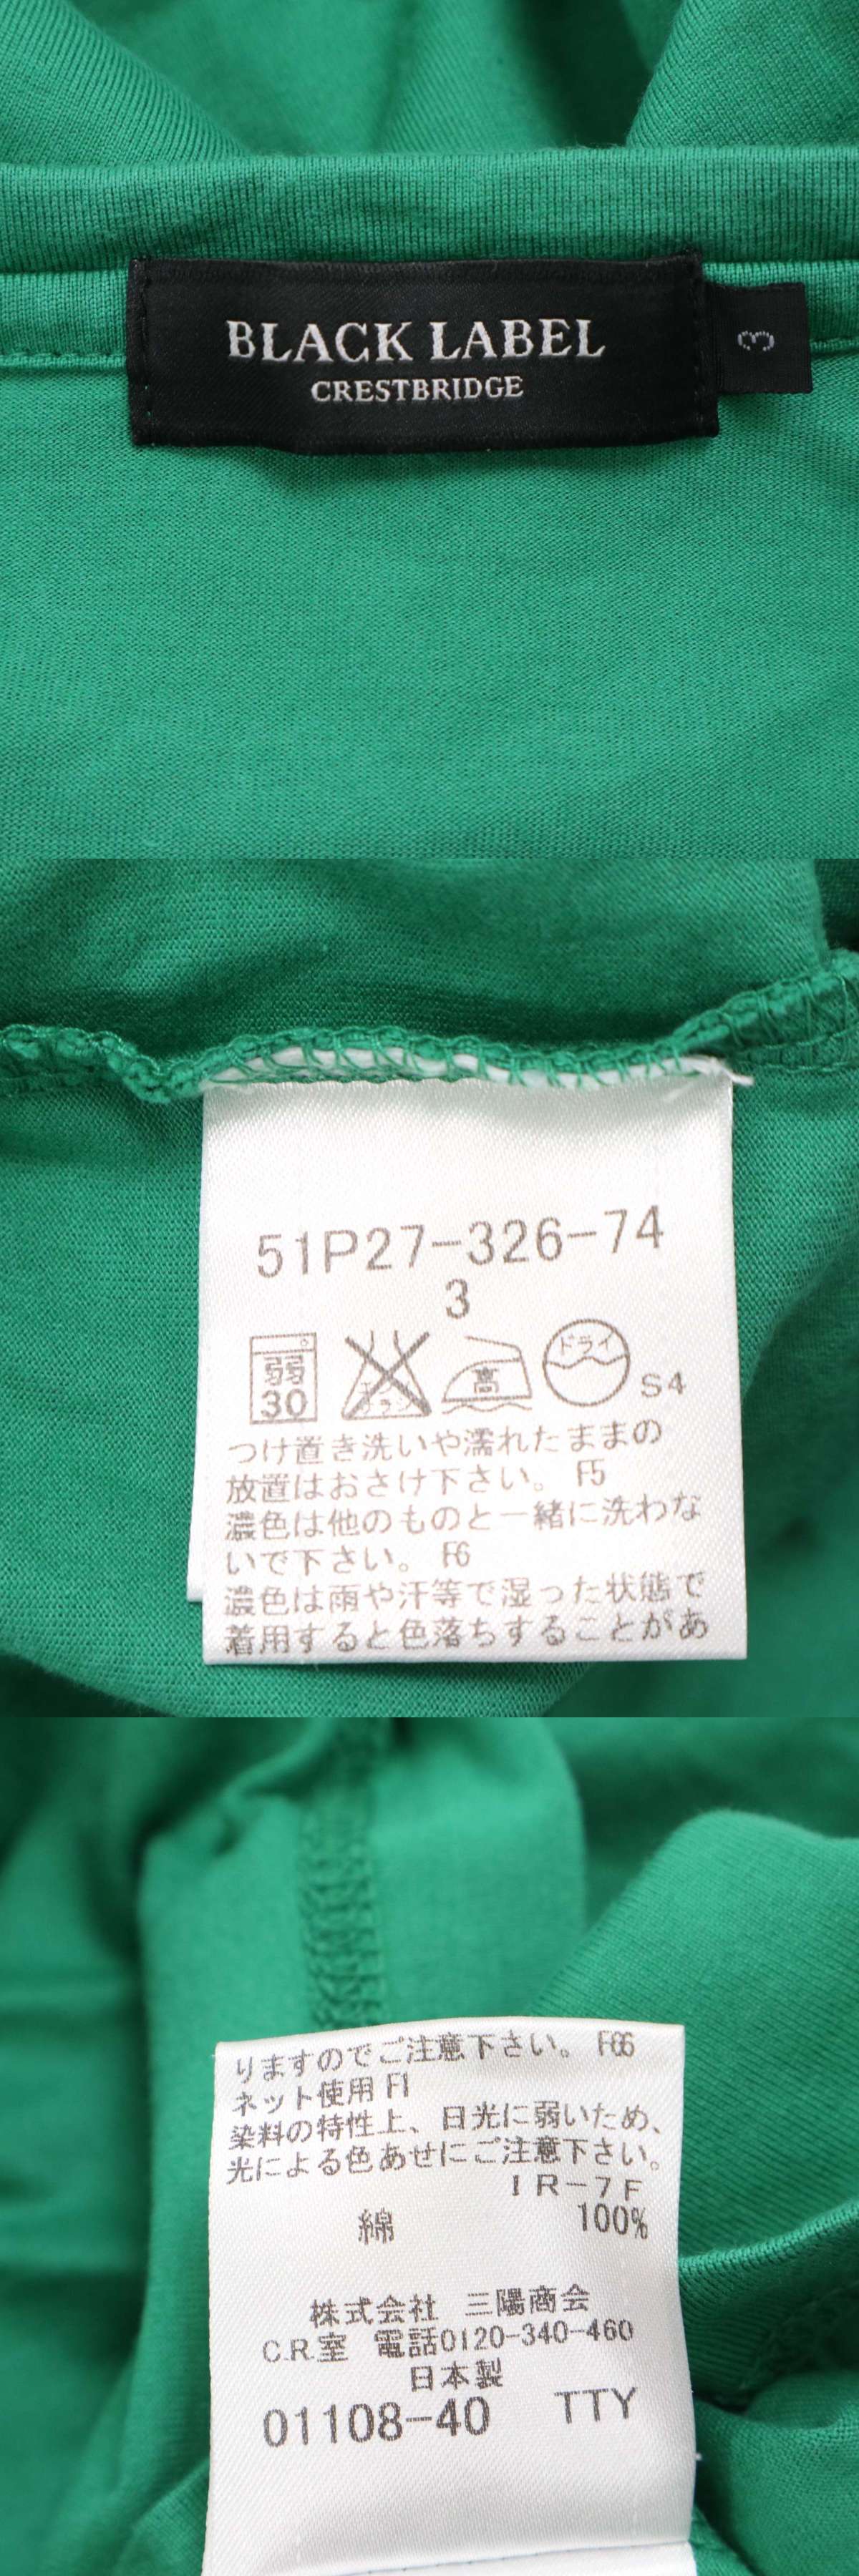 BLACK LABEL
CRESTBRIDGE
3
51P27-326-74
3
弱
30
エンソ
サラシ
高
ドライ
S4
つけ置き洗いや濡れたままの
放置はおさけ下さい。 F5
濃色は他のものと一緒に洗わな
いで下さい。 F6
濃色は雨や汗等で湿った状態で
着用すると色落ちすることがあ
りますのでご注意下さい。 F66
ネット使用 F1
染料の特性上、日光に弱いため、
光による色あせにご注意下さい。
IR-7F
綿 100%
株式会社 三陽商会
C.R.室 電話0120-340-460
日本製
01108-40 TTY